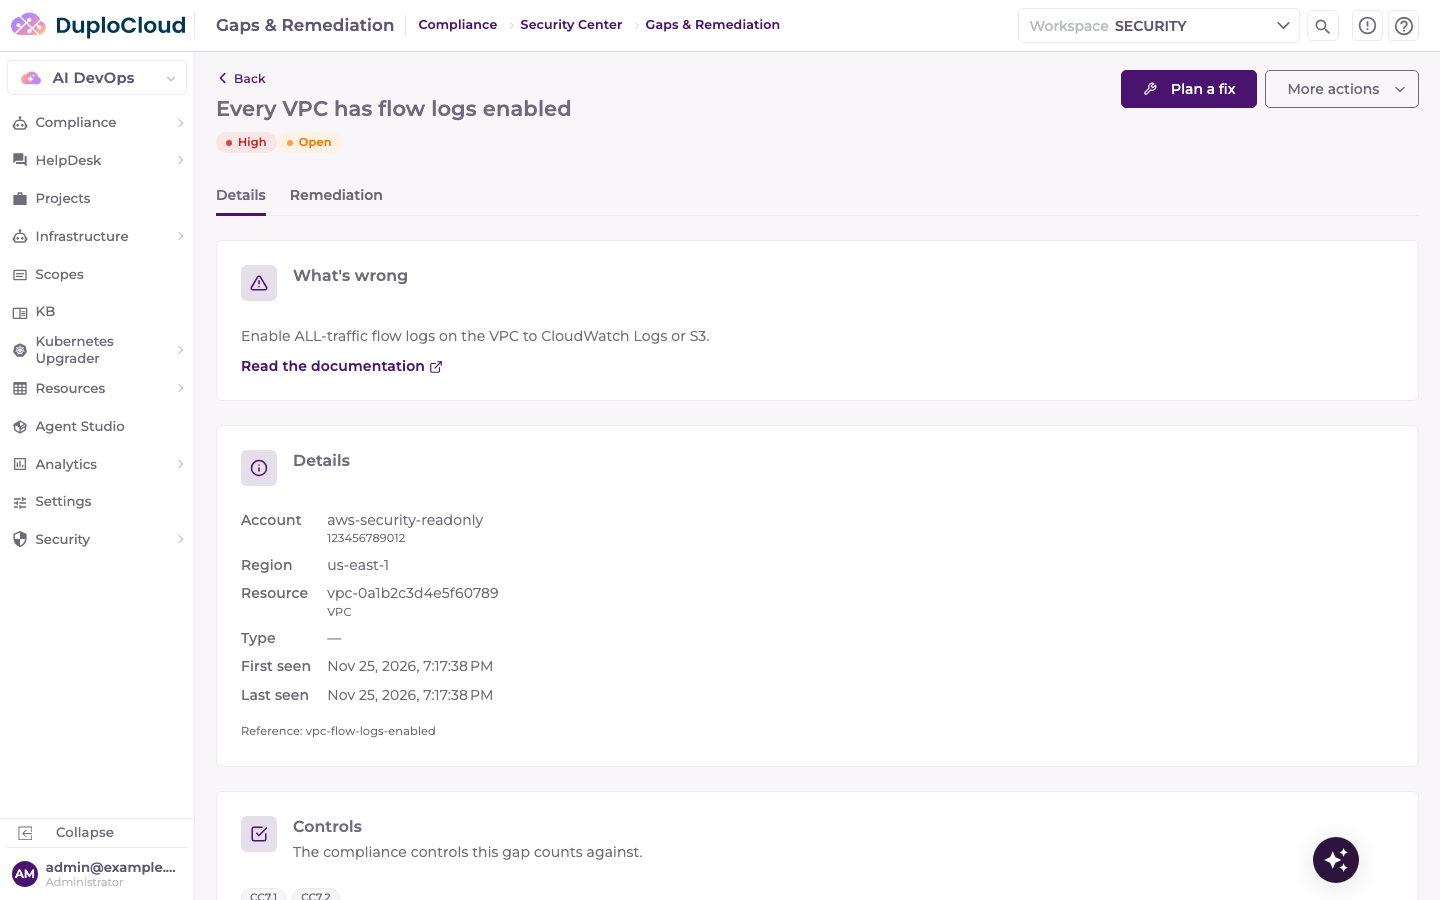 DuploCloud
Gaps & Remediation
Compliance
Security Center
Gaps & Remediation
Workspace SECURITY
AI DevOps
Compliance
HelpDesk
Projects
Infrastructure
Scopes
KB
Kubernetes
Upgrader
Resources
Agent Studio
Analytics
Settings
Security
Collapse
AM
admin@example....
Administrator
Back
Every VPC has flow logs enabled
High
Open
Plan a fix
More actions
Details
Remediation
What's wrong
Enable ALL-traffic flow logs on the VPC to CloudWatch Logs or S3.
Read the documentation
Details
Account aws-security-readonly
123456789012
Region us-east-1
Resource vpc-0a1b2c3d4e5f60789
VPC
Type —
First seen Nov 25, 2026, 7:17:38 PM
Last seen Nov 25, 2026, 7:17:38 PM
Reference: vpc-flow-logs-enabled
Controls
The compliance controls this gap counts against.
CC7.1
CC7.2